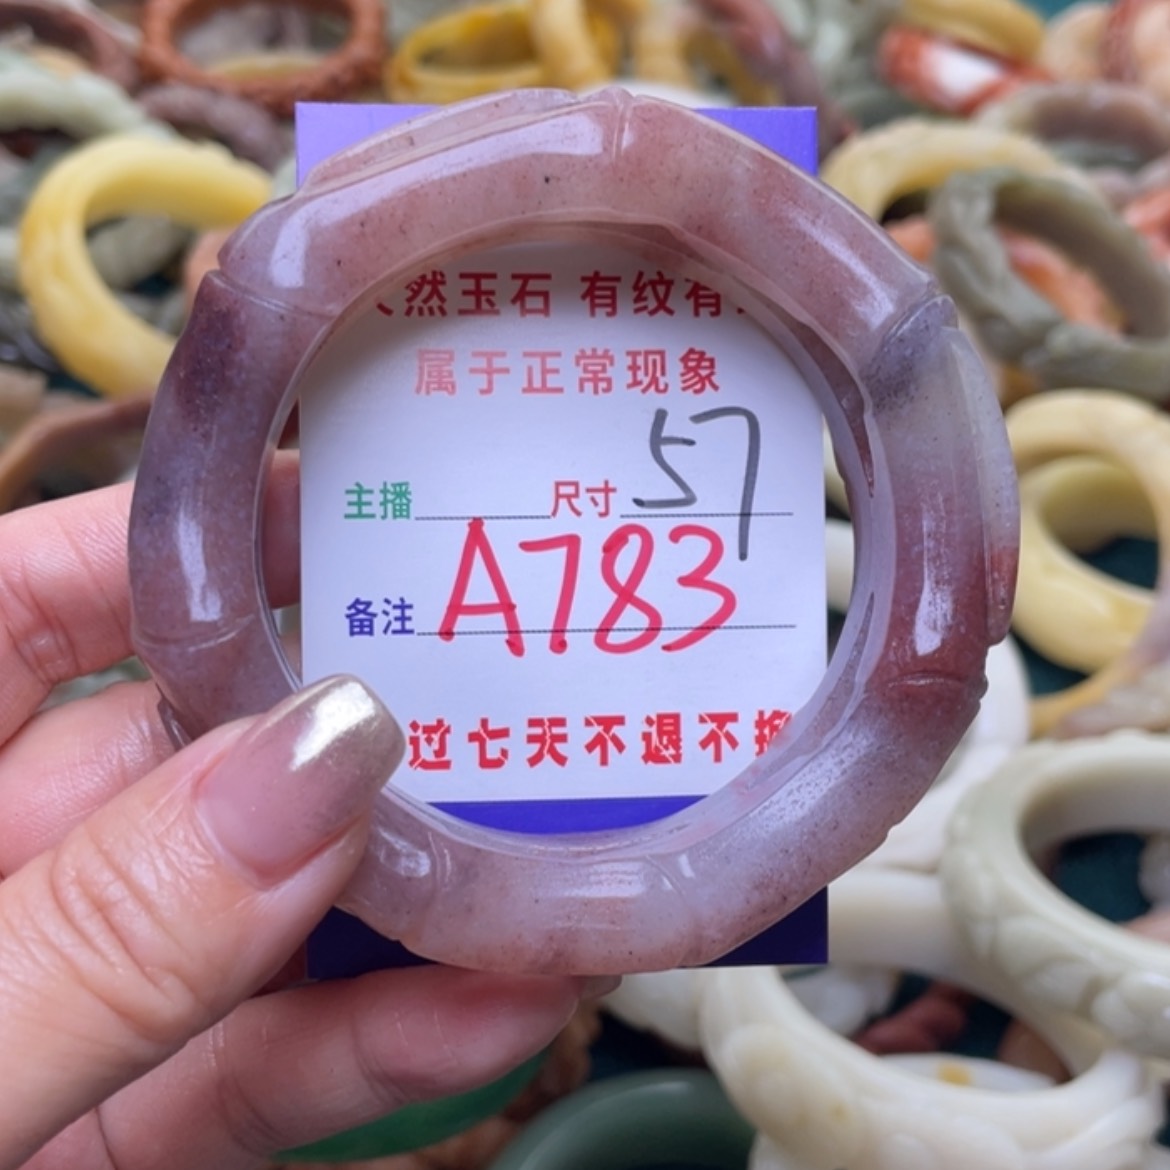 然玉石 有纹有
属于正常现象
主播 尺寸 57
备注 A783
过七天不退不换